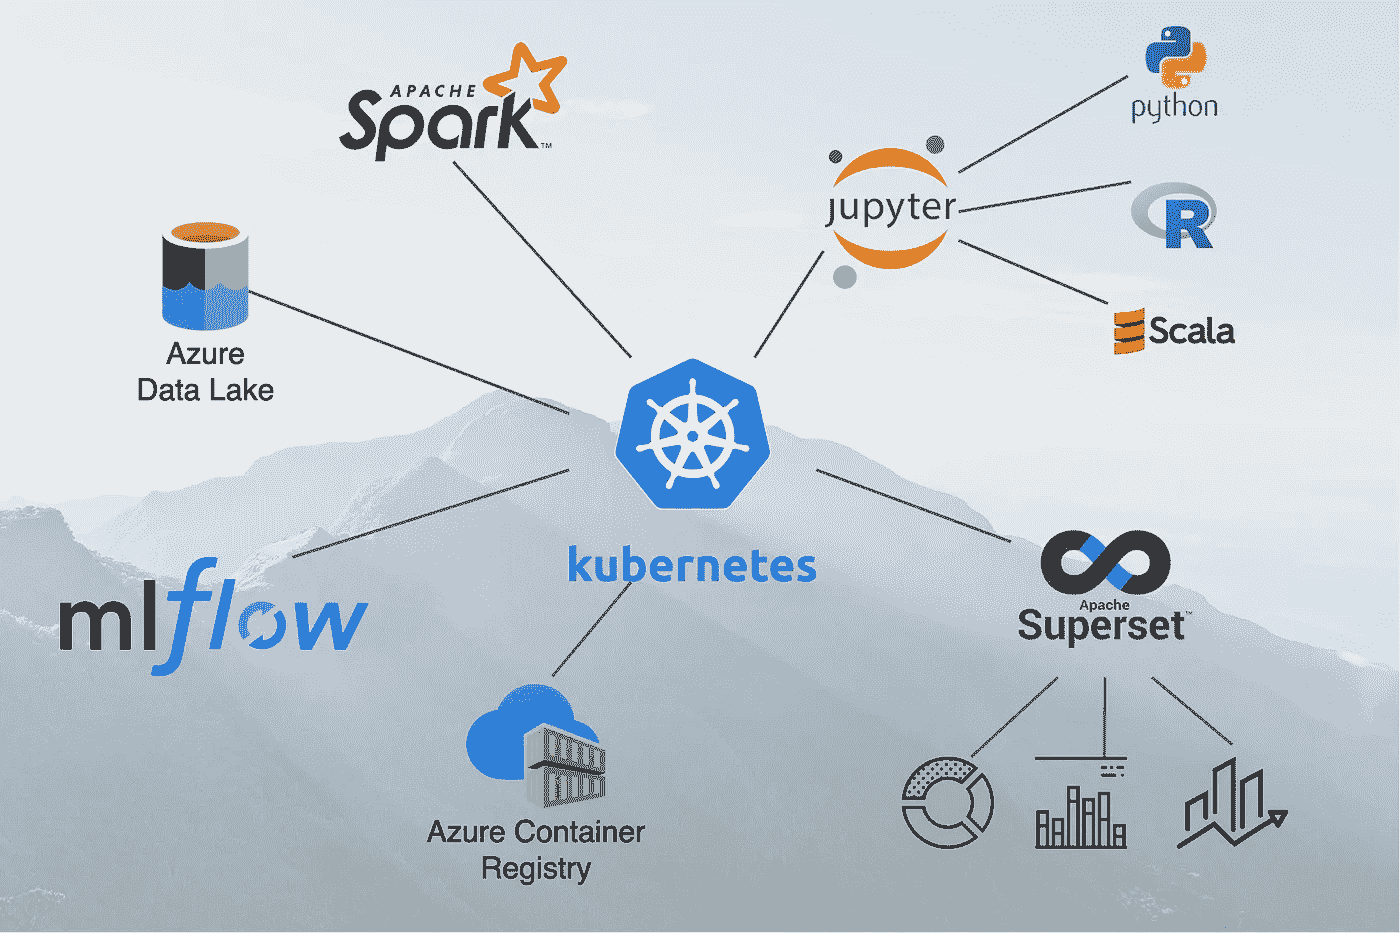 APACHE
Spark™
python
jupyter
R
Scala
Azure
Data Lake
kubernetes
mlflow
Apache
Superset™
Azure Container
Registry